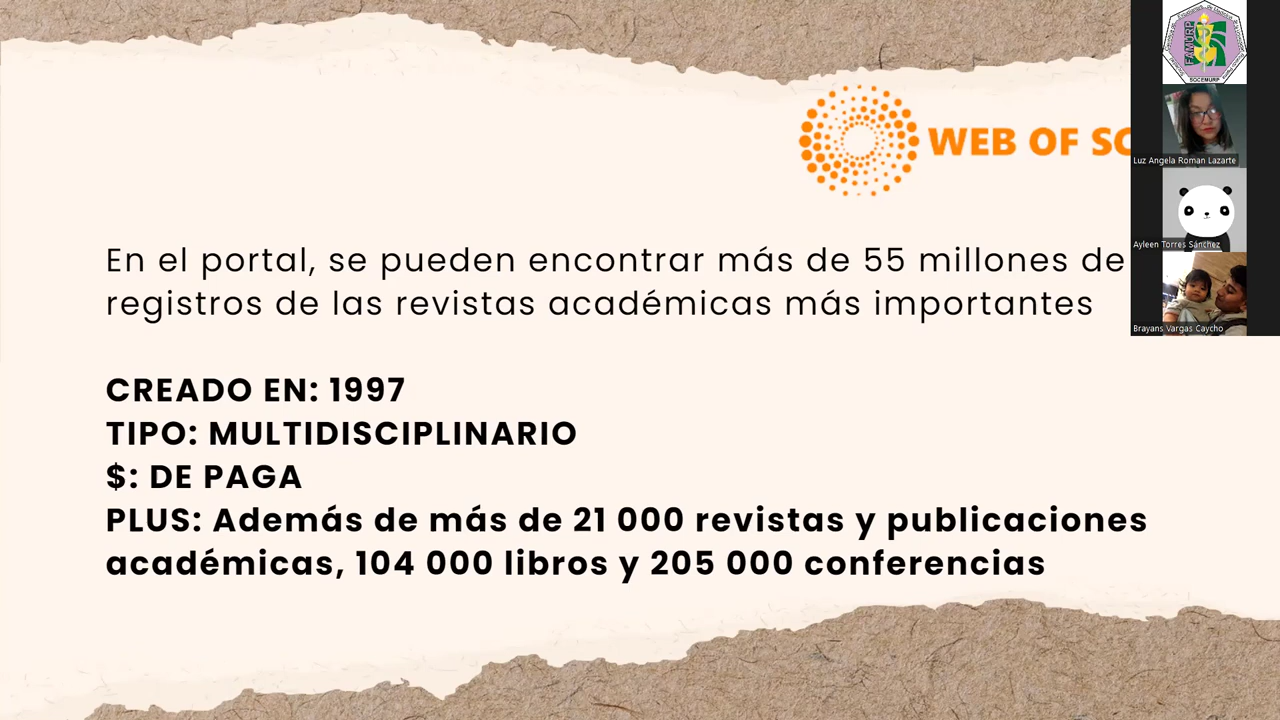 WEB OF SC
En el portal, se pueden encontrar más de 55 millones de
registros de las revistas académicas más importantes
CREADO EN: 1997
TIPO: MULTIDISCIPLINARIO
$: DE PAGA
PLUS: Además de más de 21 000 revistas y publicaciones
académicas, 104 000 libros y 205 000 conferencias
FAMURP
SOCEMURP
Luz Angela Roman Lazarte
Ayleen Torres Sánchez
Brayans Vargas Caycho